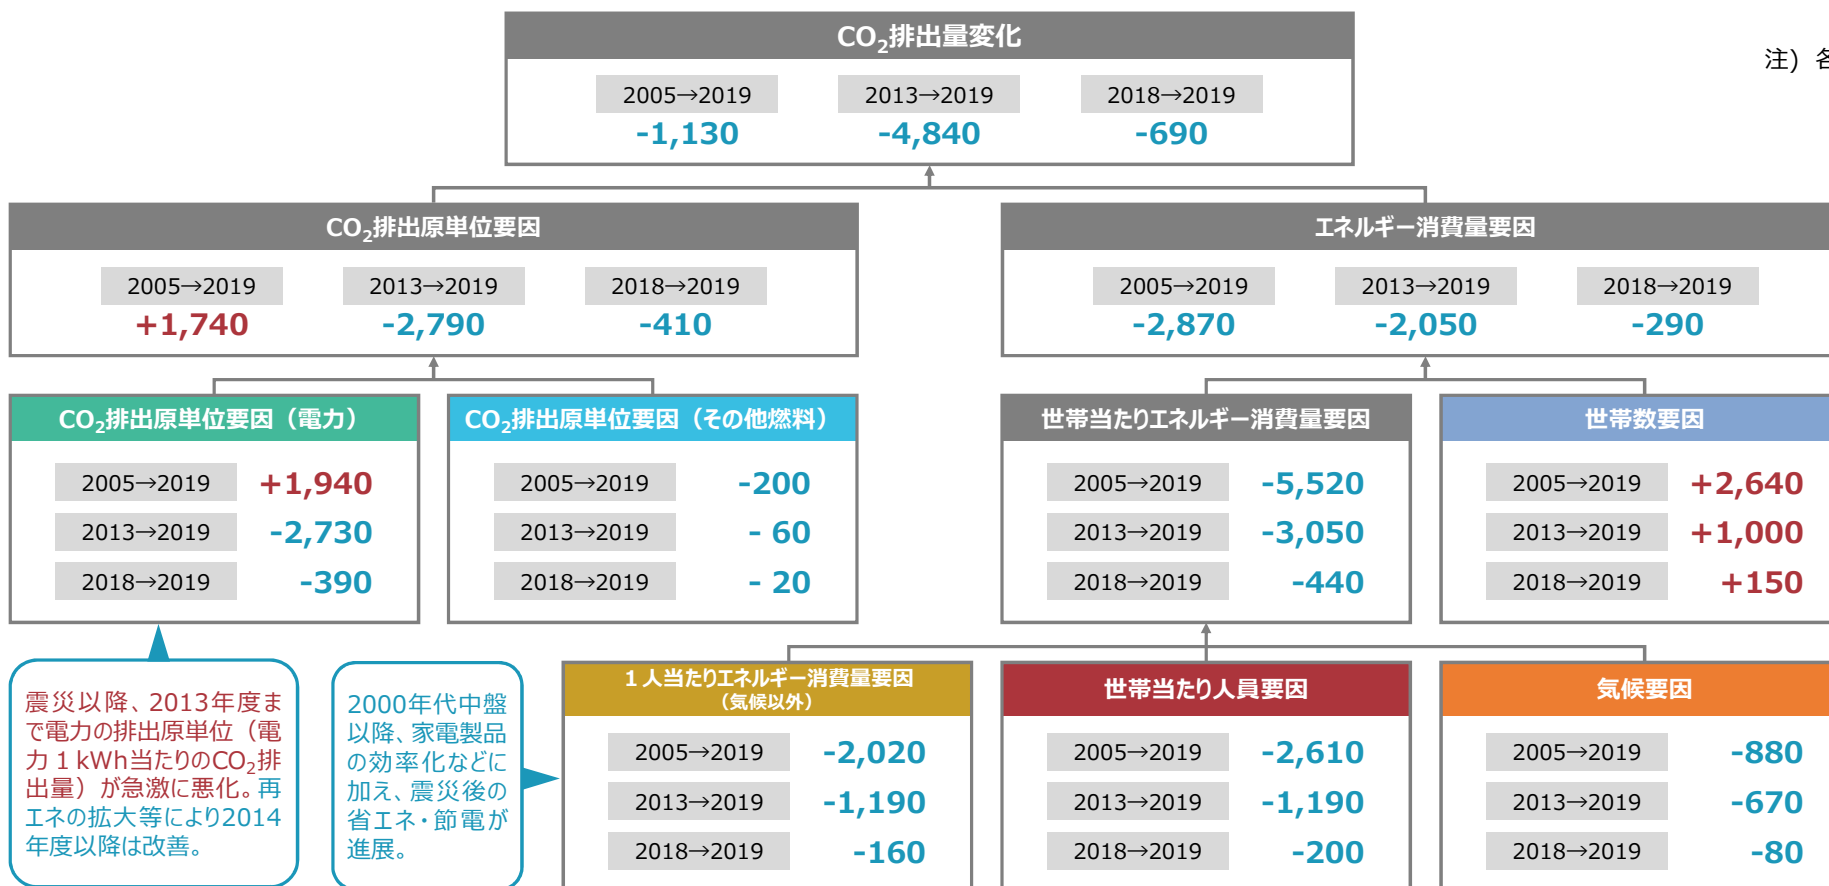 CO₂排出量変化
注）各
2005→2019 2013→2019 2018→2019
-1,130 -4,840 -690
CO₂排出原単位要因
2005→2019 2013→2019 2018→2019
+1,740 -2,790 -410
エネルギー消費量要因
2005→2019 2013→2019 2018→2019
-2,870 -2,050 -290
CO₂排出原単位要因（電力）
2005→2019 +1,940
2013→2019 -2,730
2018→2019 -390
CO₂排出原単位要因（その他燃料）
2005→2019 -200
2013→2019 - 60
2018→2019 - 20
世帯当たりエネルギー消費量要因
2005→2019 -5,520
2013→2019 -3,050
2018→2019 -440
世帯数要因
2005→2019 +2,640
2013→2019 +1,000
2018→2019 +150
震災以降、2013年度ま
で電力の排出原単位（電
力１kWh当たりのCO₂排
出量）が急激に悪化。再
エネの拡大等により2014
年度以降は改善。
2000年代中盤
以降、家電製品
の効率化などに
加え、震災後の
省エネ・節電が
進展。
１人当たりエネルギー消費量要因
（気候以外）
2005→2019 -2,020
2013→2019 -1,190
2018→2019 -160
世帯当たり人員要因
2005→2019 -2,610
2013→2019 -1,190
2018→2019 -200
気候要因
2005→2019 -880
2013→2019 -670
2018→2019 -80